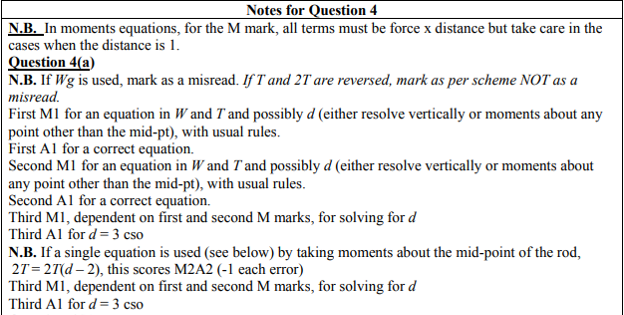 Notes for Question 4
N.B. In moments equations, for the M mark, all terms must be force x distance but take care in the
cases when the distance is 1.
Question 4(a)
N.B. If Wg is used, mark as a misread. If T and 2T are reversed, mark as per scheme NOT as a
misread.
First M1 for an equation in W and T and possibly d (either resolve vertically or moments about any
point other than the mid-pt), with usual rules.
First A1 for a correct equation.
Second M1 for an equation in W and T and possibly d (either resolve vertically or moments about
any point other than the mid-pt), with usual rules.
Second A1 for a correct equation.
Third M1, dependent on first and second M marks, for solving for d
Third A1 for d = 3 cso
N.B. If a single equation is used (see below) by taking moments about the mid-point of the rod,
2T = 2T(d – 2), this scores M2A2 (-1 each error)
Third M1, dependent on first and second M marks, for solving for d
Third A1 for d = 3 cso